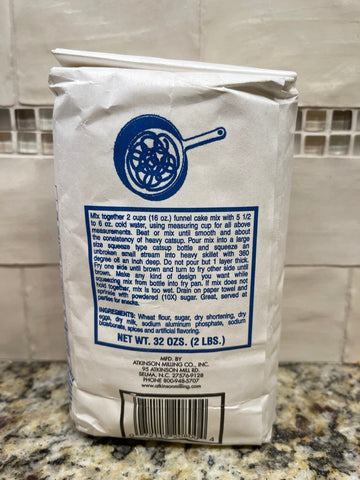 Mix together 2 cups (16 oz.) funnel cake mix with 5 1/2
to 6 oz. cold water, using measuring cup for all above
measurements. Beat or mix until smooth and about
the consistency of heavy catsup. Pour mix into a large
size squeeze type catsup bottle and squeeze an
unbroken small stream into heavy skillet with 360
degree oil an inch deep. Do not pour but 1 layer thick.
Fry one side until brown and turn to fry other side until
brown. Make any kind of design you want while
squeezing mix from bottle into fry pan. If mix does not
hold together, mix is too wet. Drain on paper towel and
sprinkle with powdered (10X) sugar. Great, served at
parties for snacks.
INGREDIENTS: Wheat flour, sugar, dry shortening, dry
eggs, dry milk, sodium aluminum phosphate, sodium
bicarbonate, spices and artificial flavoring.
NET WT. 32 OZS. (2 LBS.)
MFD. BY
ATKINSON MILLING CO., INC.
95 ATKINSON MILL RD.
SELMA, N.C. 27576-9128
PHONE 800-948-5707
www.atkinsonmilling.com